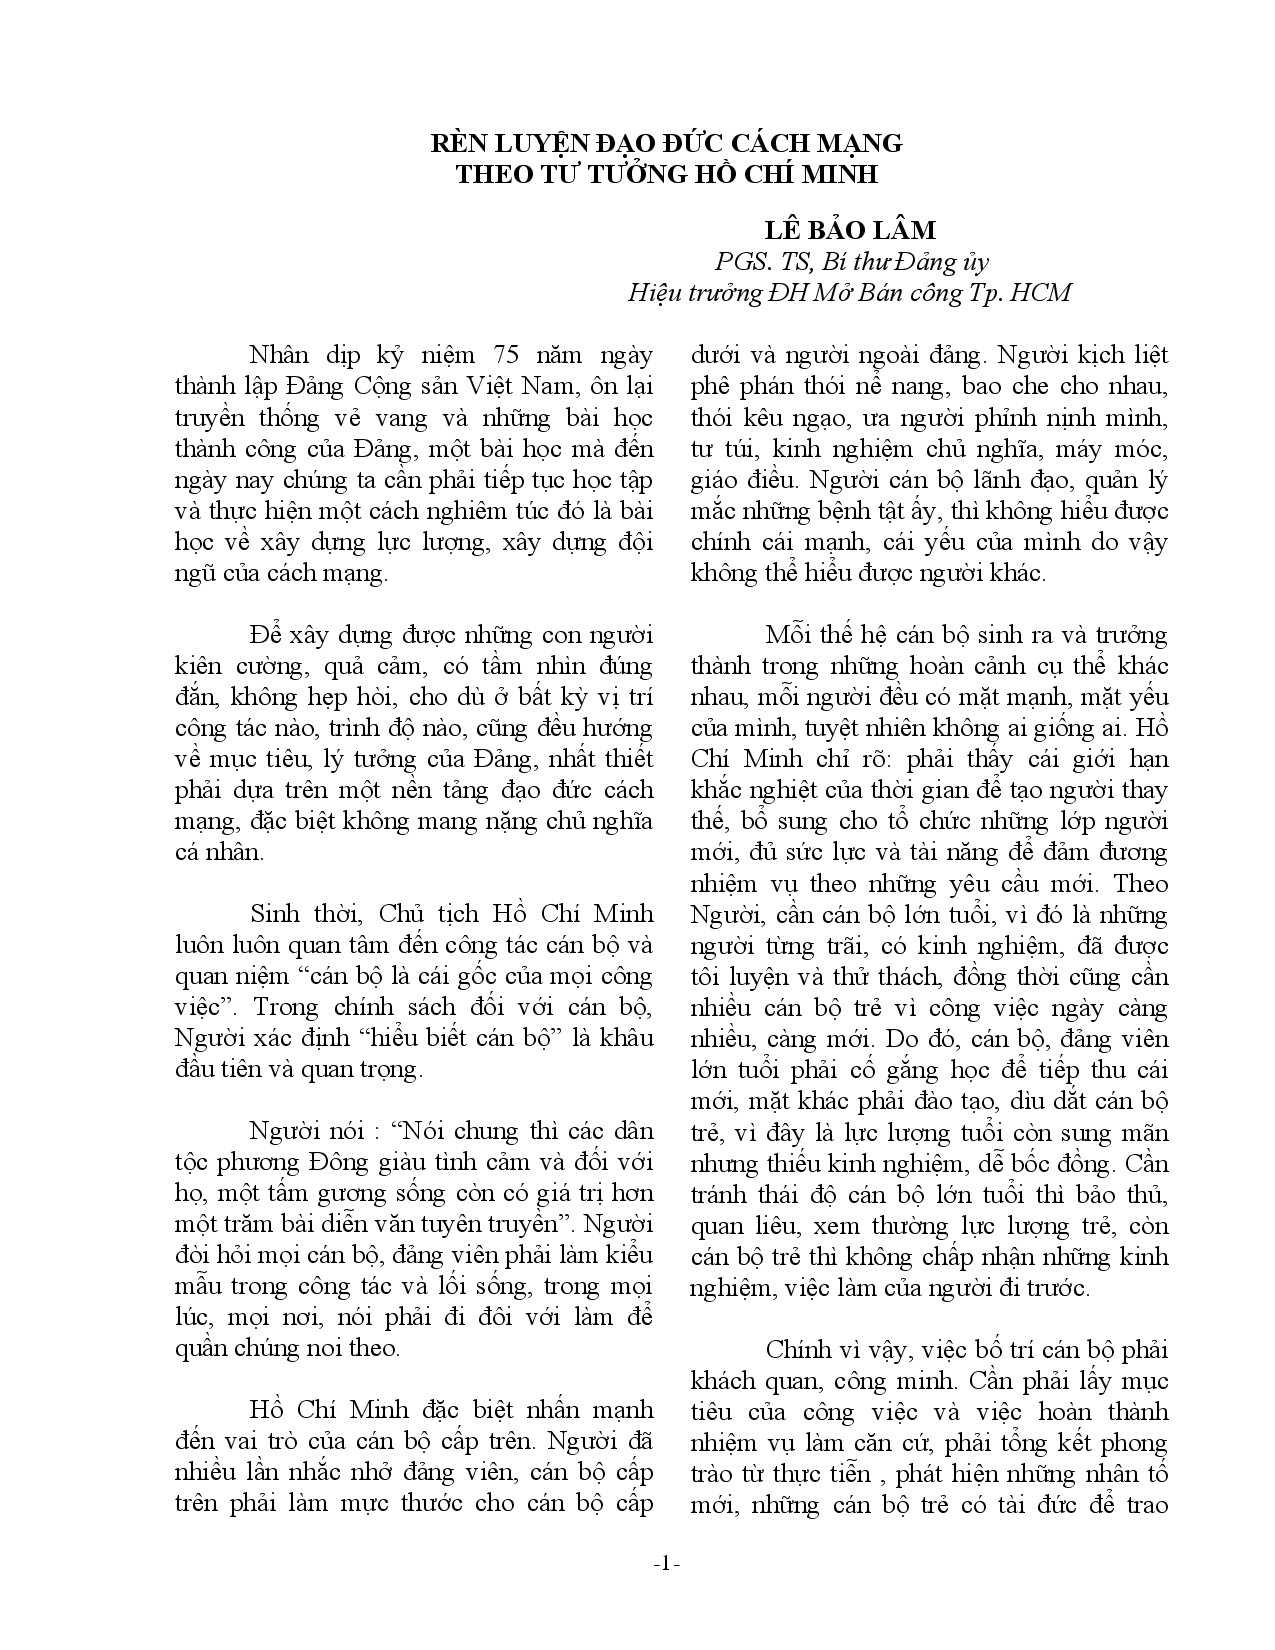 RÈN LUYỆN ĐẠO ĐỨC CÁCH MẠNG
THEO TƯ TƯỞNG HỒ CHÍ MINH
LÊ BẢO LÂM
PGS. TS, Bí thư Đảng ủy
Hiệu trưởng ĐH Mở Bán công Tp. HCM
Nhân dịp kỷ niệm 75 năm ngày
thành lập Đảng Cộng sản Việt Nam, ôn lại
truyền thống vẻ vang và những bài học
thành công của Đảng, một bài học mà đến
ngày nay chúng ta cần phải tiếp tục học tập
và thực hiện một cách nghiêm túc đó là bài
học về xây dựng lực lượng, xây dựng đội
ngũ của cách mạng.
Để xây dựng được những con người
kiên cường, quả cảm, có tầm nhìn đúng
đắn, không hẹp hòi, cho dù ở bất kỳ vị trí
công tác nào, trình độ nào, cũng đều hướng
về mục tiêu, lý tưởng của Đảng, nhất thiết
phải dựa trên một nền tảng đạo đức cách
mạng, đặc biệt không mang nặng chủ nghĩa
cá nhân.
Sinh thời, Chủ tịch Hồ Chí Minh
luôn luôn quan tâm đến công tác cán bộ và
quan niệm “cán bộ là cái gốc của mọi công
việc”. Trong chính sách đối với cán bộ,
Người xác định “hiểu biết cán bộ” là khâu
đầu tiên và quan trọng.
Người nói : “Nói chung thì các dân
tộc phương Đông giàu tình cảm và đối với
họ, một tấm gương sống còn có giá trị hơn
một trăm bài diễn văn tuyên truyền”. Người
đòi hỏi mọi cán bộ, đảng viên phải làm kiểu
mẫu trong công tác và lối sống, trong mọi
lúc, mọi nơi, nói phải đi đôi với làm để
quần chúng noi theo.
Hồ Chí Minh đặc biệt nhấn mạnh
đến vai trò của cán bộ cấp trên. Người đã
nhiều lần nhắc nhở đảng viên, cán bộ cấp
trên phải làm mực thước cho cán bộ cấp
dưới và người ngoài đảng. Người kịch liệt
phê phán thói nể nang, bao che cho nhau,
thói kêu ngạo, ưa người phỉnh nịnh mình,
tư túi, kinh nghiệm chủ nghĩa, máy móc,
giáo điều. Người cán bộ lãnh đạo, quản lý
mắc những bệnh tật ấy, thì không hiểu được
chính cái mạnh, cái yếu của mình do vậy
không thể hiểu được người khác.
Mỗi thế hệ cán bộ sinh ra và trưởng
thành trong những hoàn cảnh cụ thể khác
nhau, mỗi người đều có mặt mạnh, mặt yếu
của mình, tuyệt nhiên không ai giống ai. Hồ
Chí Minh chỉ rõ: phải thấy cái giới hạn
khắc nghiệt của thời gian để tạo người thay
thế, bổ sung cho tổ chức những lớp người
mới, đủ sức lực và tài năng để đảm đương
nhiệm vụ theo những yêu cầu mới. Theo
Người, cần cán bộ lớn tuổi, vì đó là những
người từng trãi, có kinh nghiệm, đã được
tôi luyện và thử thách, đồng thời cũng cần
nhiều cán bộ trẻ vì công việc ngày càng
nhiều, càng mới. Do đó, cán bộ, đảng viên
lớn tuổi phải cố gắng học để tiếp thu cái
mới, mặt khác phải đào tạo, dìu dắt cán bộ
trẻ, vì đây là lực lượng tuổi còn sung mãn
nhưng thiếu kinh nghiệm, dễ bốc đồng. Cần
tránh thái độ cán bộ lớn tuổi thì bảo thủ,
quan liêu, xem thường lực lượng trẻ, còn
cán bộ trẻ thì không chấp nhận những kinh
nghiệm, việc làm của người đi trước.
Chính vì vậy, việc bố trí cán bộ phải
khách quan, công minh. Cần phải lấy mục
tiêu của công việc và việc hoàn thành
nhiệm vụ làm căn cứ, phải tổng kết phong
trào từ thực tiễn , phát hiện những nhân tố
mới, những cán bộ trẻ có tài đức để trao
-1-